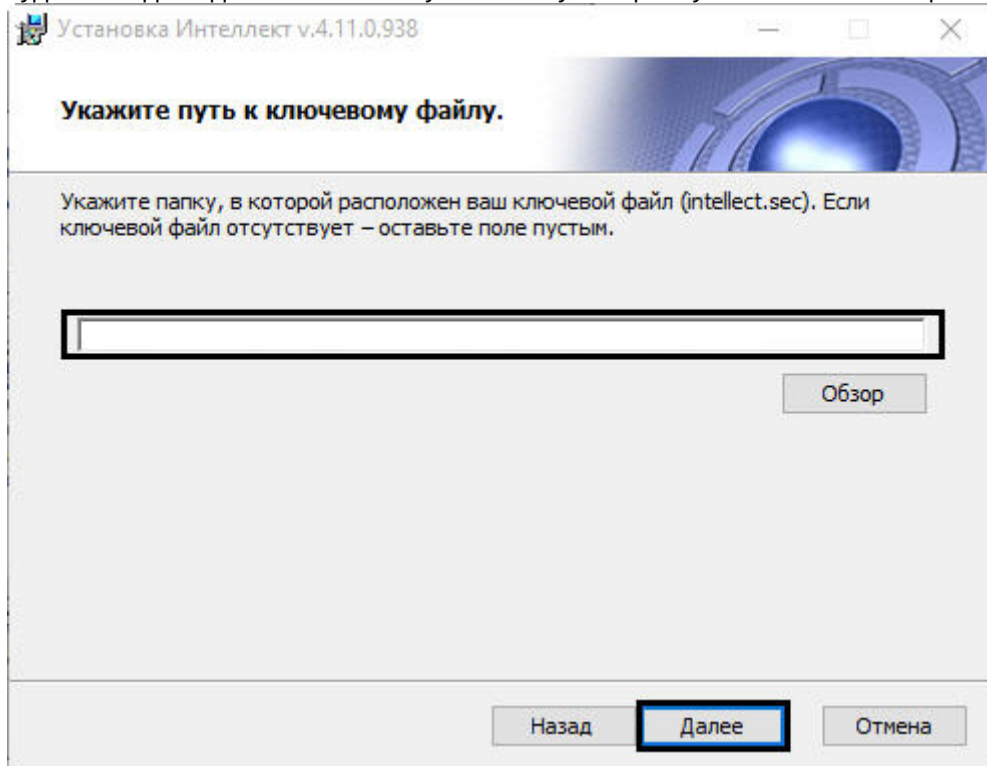 Установка Интеллект v.4.11.0.938
Укажите путь к ключевому файлу.
Укажите папку, в которой расположен ваш ключевой файл (intellect.sec). Если
ключевой файл отсутствует – оставьте поле пустым.
Обзор
Назад Далее Отмена